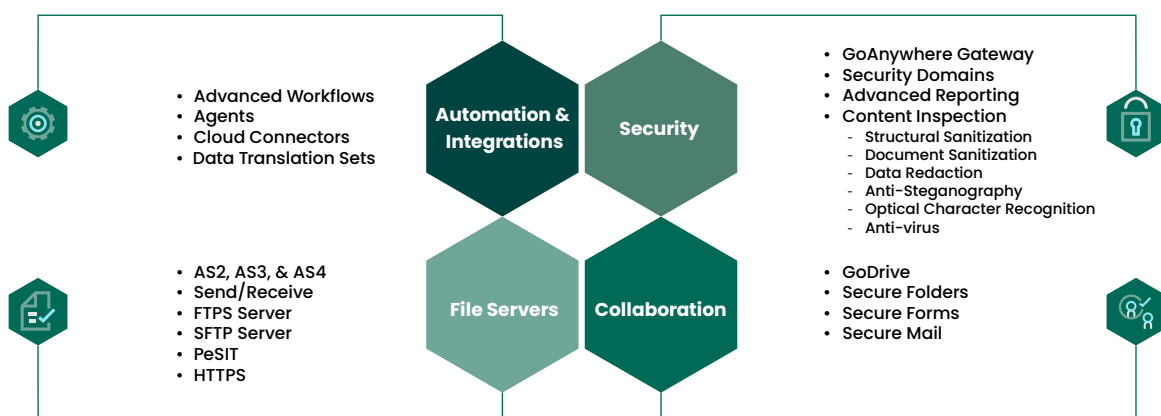 • Advanced Workflows
• Agents
• Cloud Connectors
• Data Translation Sets
Automation &
Integrations
Security
• GoAnywhere Gateway
• Security Domains
• Advanced Reporting
• Content Inspection
- Structural Sanitization
- Document Sanitization
- Data Redaction
- Anti-Steganography
- Optical Character Recognition
- Anti-virus
• AS2, AS3, & AS4
• Send/Receive
• FTPS Server
• SFTP Server
• PeSIT
• HTTPS
File Servers
Collaboration
• GoDrive
• Secure Folders
• Secure Forms
• Secure Mail